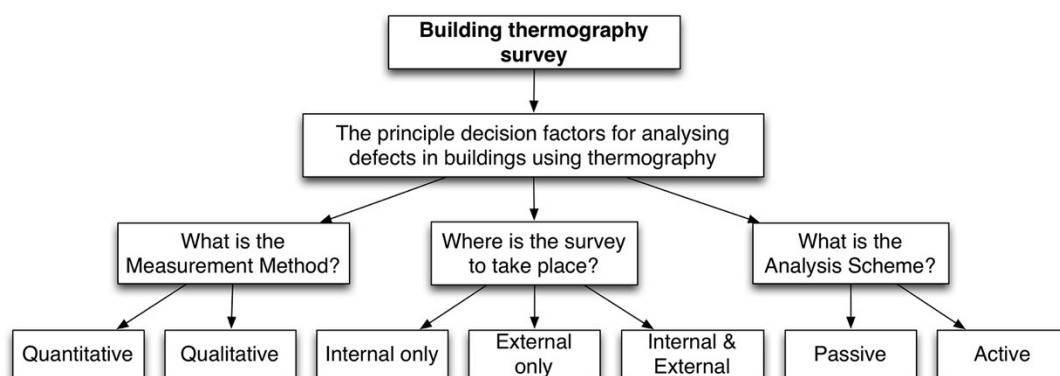 Building thermography
survey
The principle decision factors for analysing
defects in buildings using thermography
What is the
Measurement Method?
Where is the survey
to take place?
What is the
Analysis Scheme?
Quantitative
Qualitative
Internal only
External
only
Internal &
External
Passive
Active